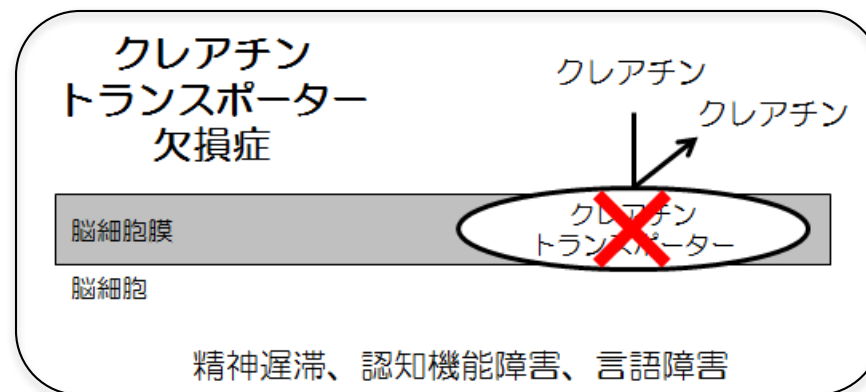 クレアチン
トランスポーター
欠損症
クレアチン
クレアチン
脳細胞膜
クレアチン
トランスポーター
脳細胞
精神遅滞、認知機能障害、言語障害